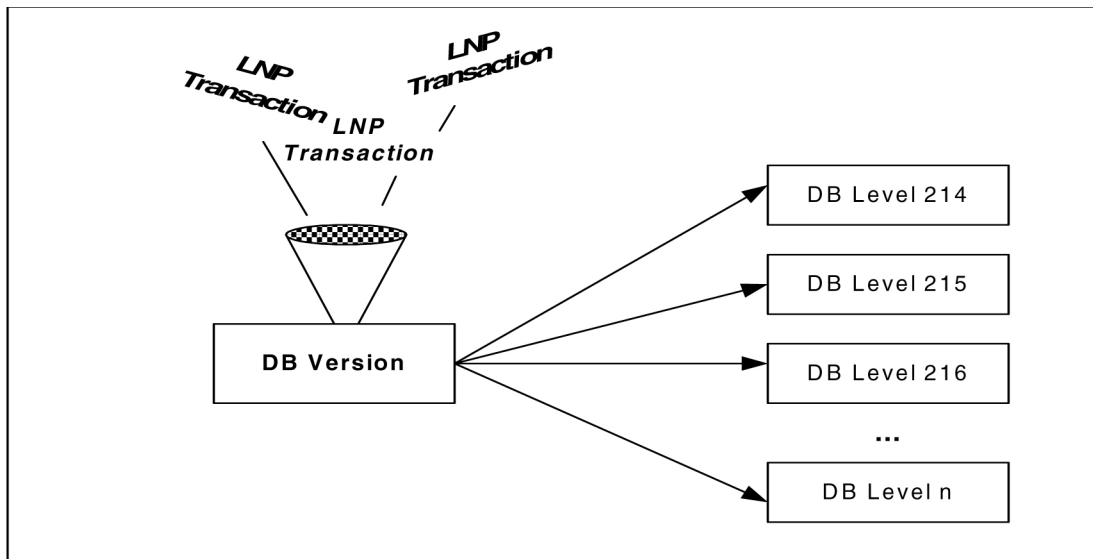 LNP
Transaction
LNP
Transaction
LNP
Transaction
DB Version
DB Level 214
DB Level 215
DB Level 216
...
DB Level n